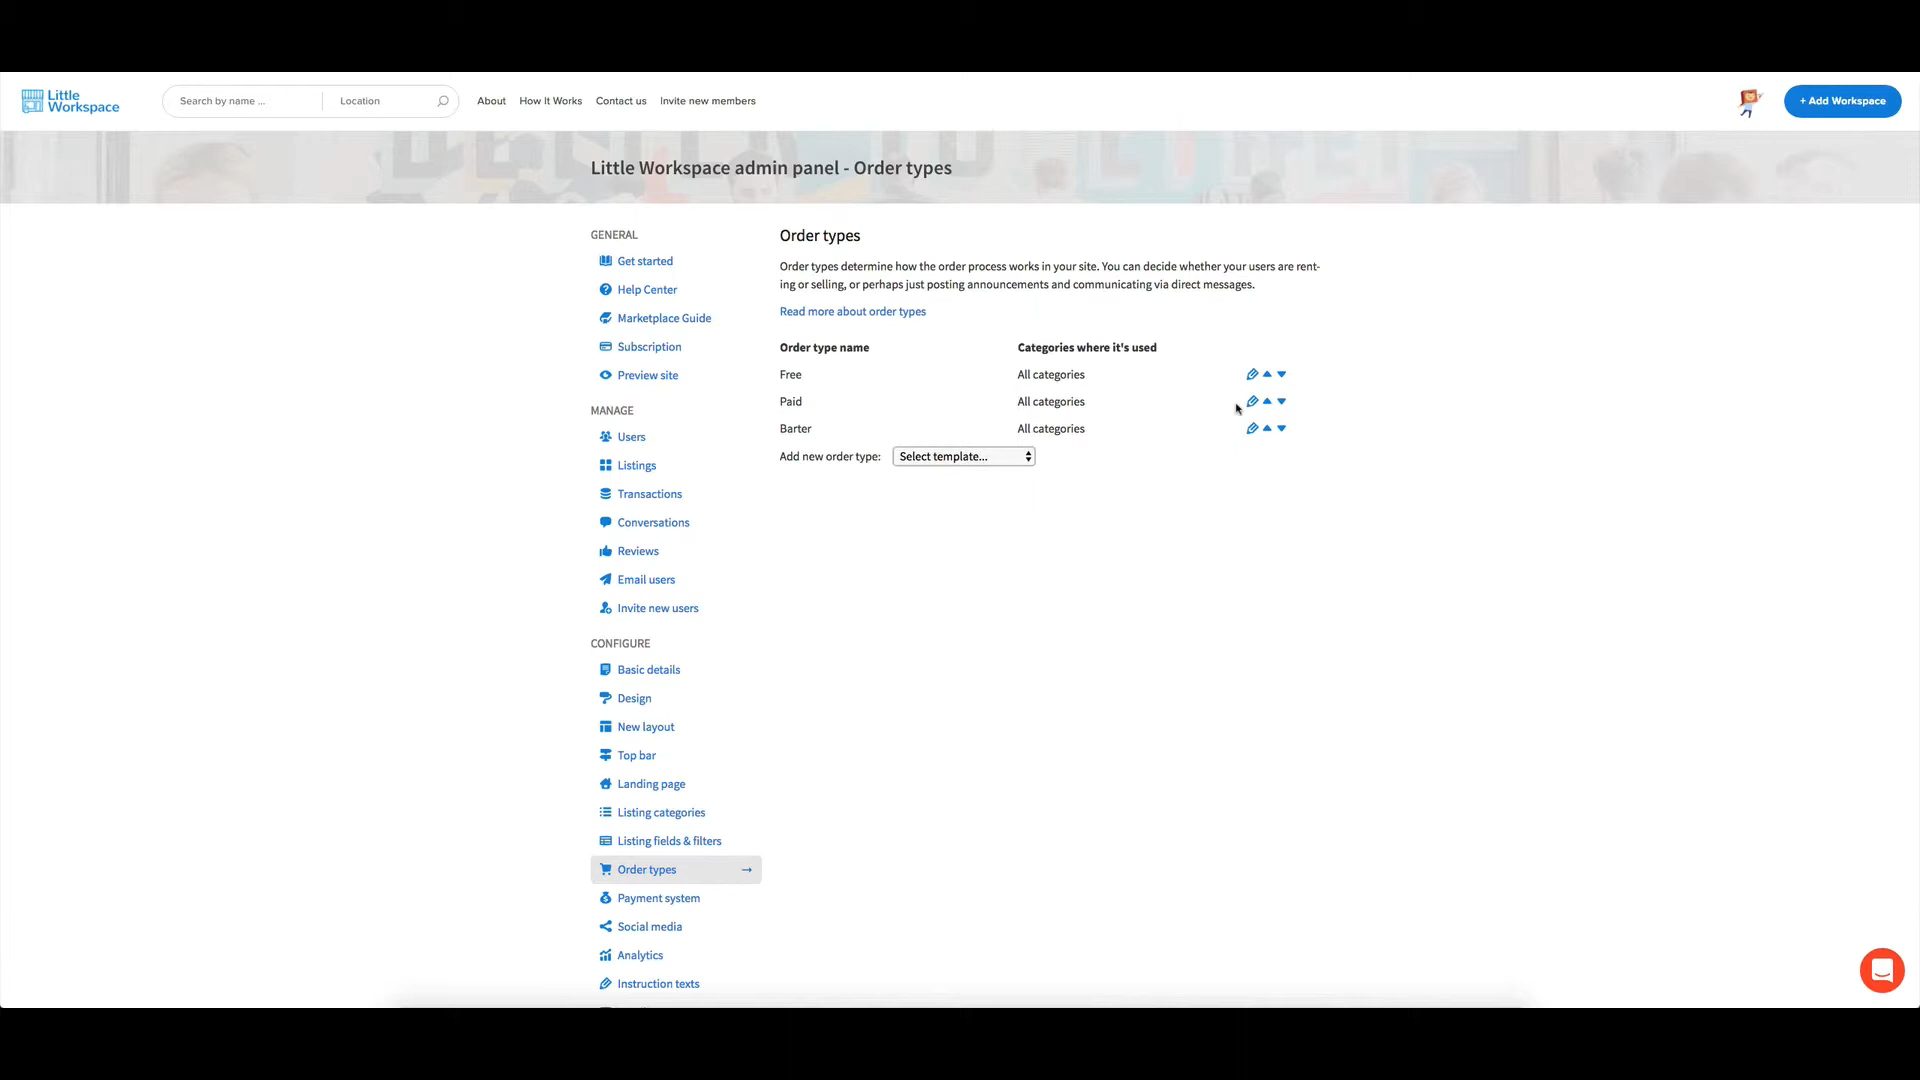 Little
Workspace
Search by name ...
Location
About
How It Works
Contact us
Invite new members
+ Add Workspace
Little Workspace admin panel - Order types
GENERAL
Get started
Help Center
Marketplace Guide
Subscription
Preview site
MANAGE
Users
Listings
Transactions
Conversations
Reviews
Email users
Invite new users
CONFIGURE
Basic details
Design
New layout
Top bar
Landing page
Listing categories
Listing fields & filters
Order types →
Payment system
Social media
Analytics
Instruction texts
Order types
Order types determine how the order process works in your site. You can decide whether your users are rent-
ing or selling, or perhaps just posting announcements and communicating via direct messages.
Read more about order types
Order type name Categories where it's used
Free All categories
Paid All categories
Barter All categories
Add new order type: Select template...